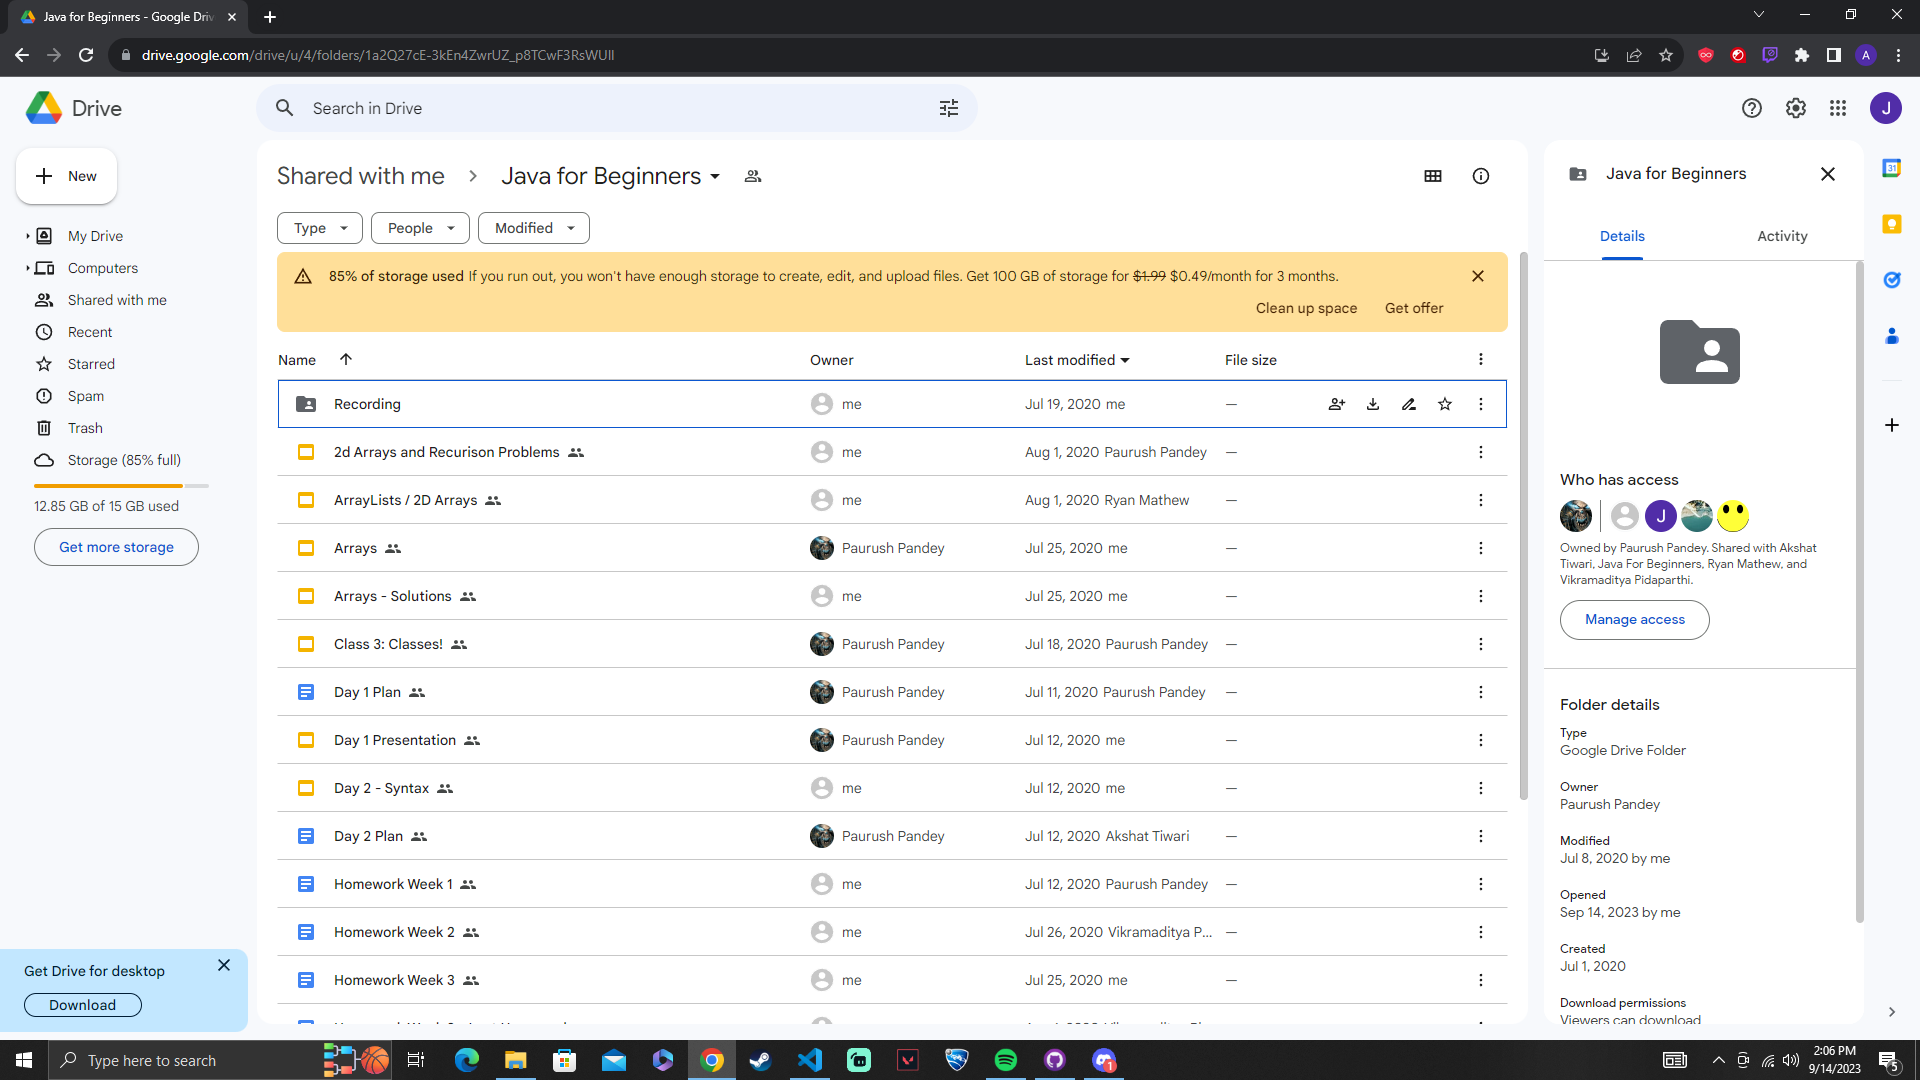 Java for Beginners - Google Driv
drive.google.com/drive/u/4/folders/1a2Q27cE-3kEn4ZwrUZ_p8TCwF3RsWUIl
A
Drive
Search in Drive
J
New
My Drive
Computers
Shared with me
Recent
Starred
Spam
Trash
Storage (85% full)
12.85 GB of 15 GB used
Get more storage
Get Drive for desktop
Download
Shared with me
Java for Beginners
Type
People
Modified
85% of storage used If you run out, you won't have enough storage to create, edit, and upload files. Get 100 GB of storage for $1.99 $0.49/month for 3 months.
Clean up space
Get offer
Name Owner Last modified File size
Recording me Jul 19, 2020 me —
2d Arrays and Recurison Problems me Aug 1, 2020 Paurush Pandey —
ArrayLists / 2D Arrays me Aug 1, 2020 Ryan Mathew —
Arrays Paurush Pandey Jul 25, 2020 me —
Arrays - Solutions me Jul 25, 2020 me —
Class 3: Classes! Paurush Pandey Jul 18, 2020 Paurush Pandey —
Day 1 Plan Paurush Pandey Jul 11, 2020 Paurush Pandey —
Day 1 Presentation Paurush Pandey Jul 12, 2020 me —
Day 2 - Syntax me Jul 12, 2020 me —
Day 2 Plan Paurush Pandey Jul 12, 2020 Akshat Tiwari —
Homework Week 1 me Jul 12, 2020 Paurush Pandey —
Homework Week 2 me Jul 26, 2020 Vikramaditya P... —
Homework Week 3 me Jul 25, 2020 me —
Java for Beginners
Details
Activity
Who has access
J
Owned by Paurush Pandey. Shared with Akshat
Tiwari, Java For Beginners, Ryan Mathew, and
Vikramaditya Pidaparthi.
Manage access
Folder details
Type
Google Drive Folder
Owner
Paurush Pandey
Modified
Jul 8, 2020 by me
Opened
Sep 14, 2023 by me
Created
Jul 1, 2020
Download permissions
Viewers can download
31
Type here to search
1
2:06 PM
9/14/2023
5